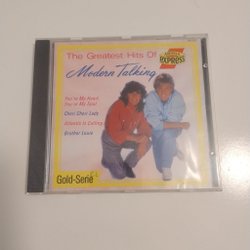 The Greatest Hits Of
Modern Talking
EXPRESS
You're My Heart,
You're My Soul
Cheri Cheri Lady
Atlantis Is Calling
Brother Louie
Gold-Serie